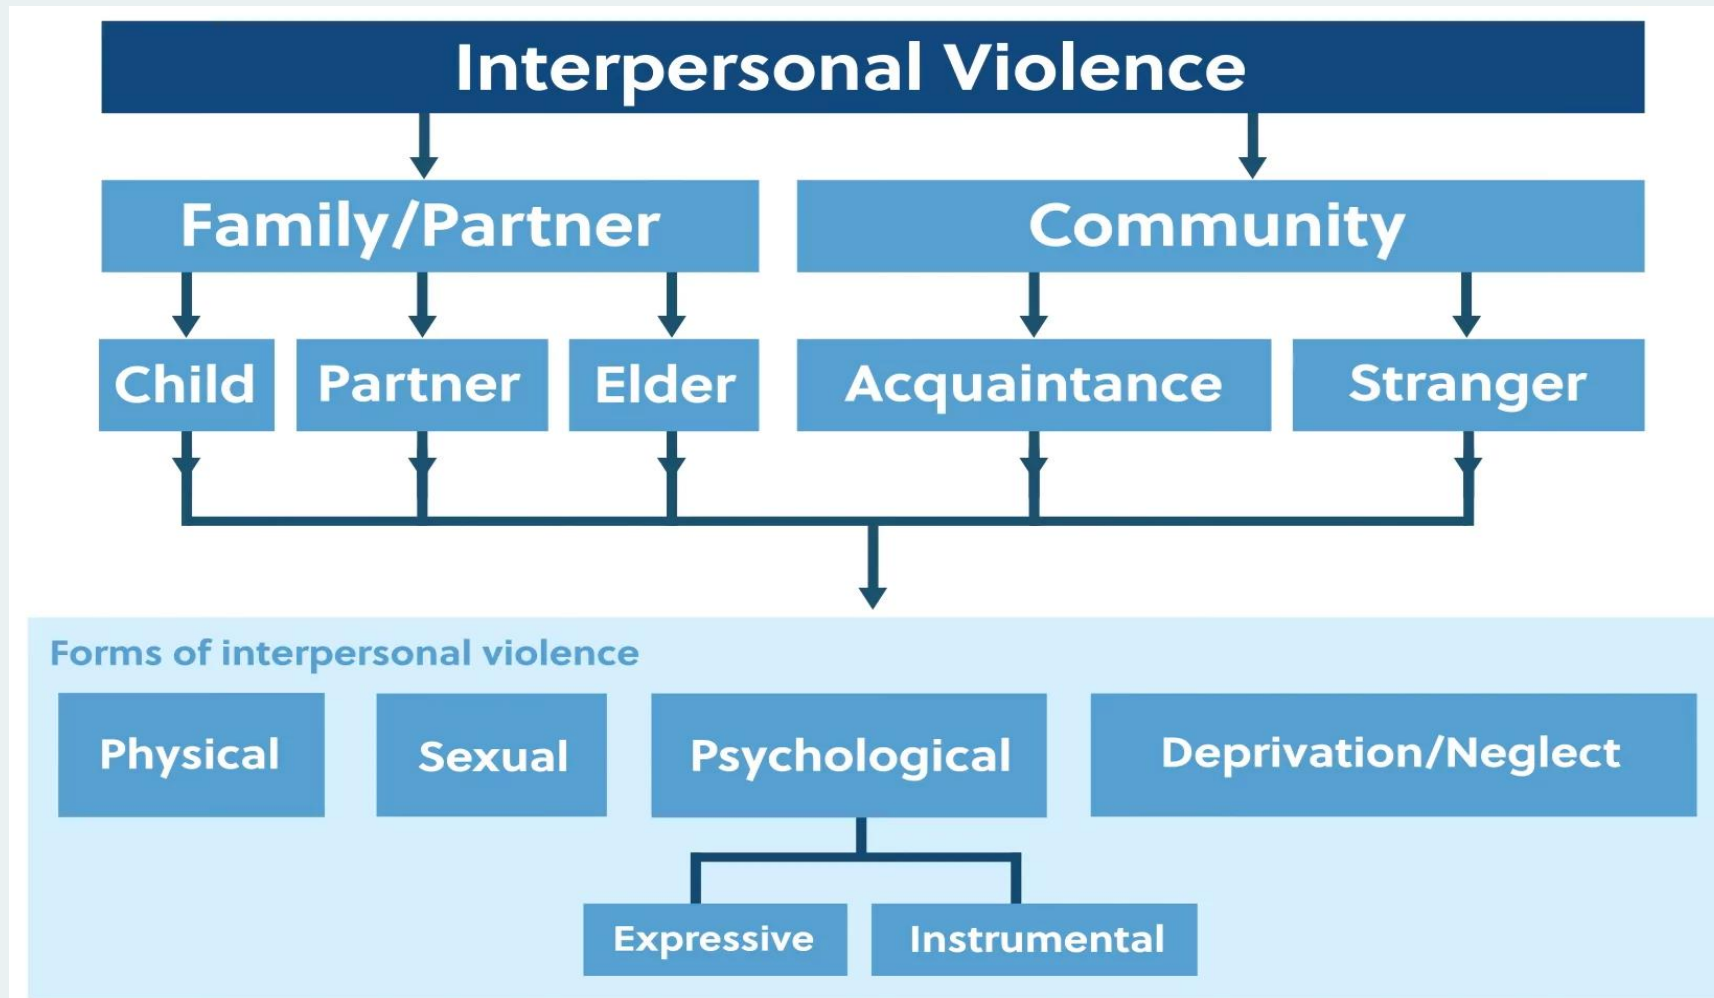 Interpersonal Violence
Family/Partner
Community
Child
Partner
Elder
Acquaintance
Stranger
Forms of interpersonal violence
Physical
Sexual
Psychological
Deprivation/Neglect
Expressive
Instrumental